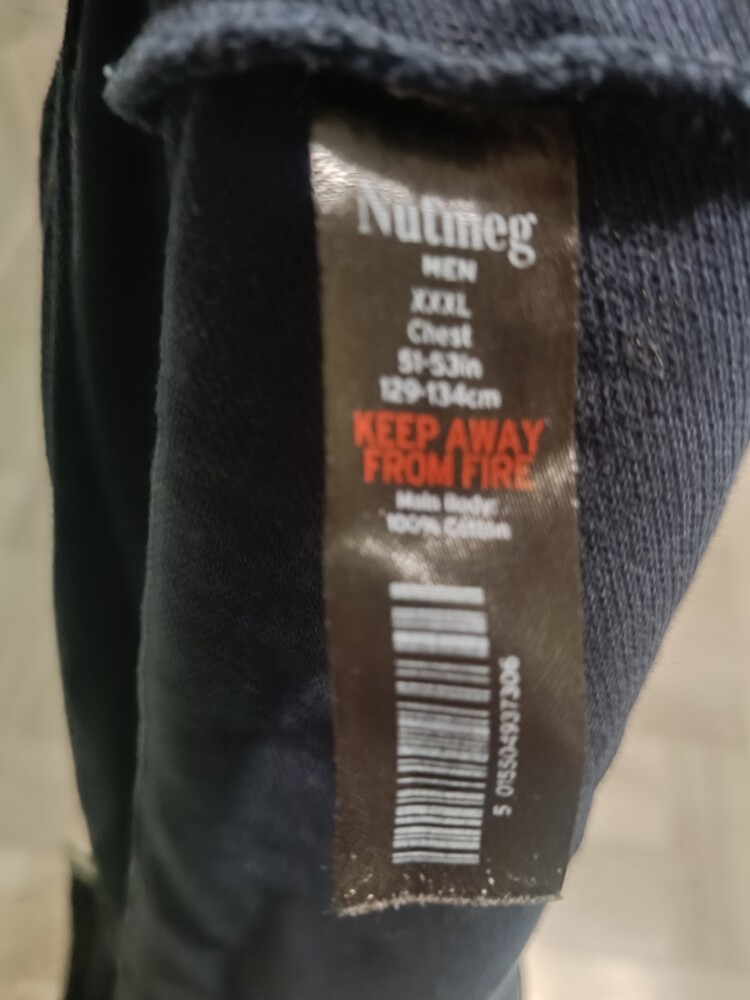 Nutmeg
MEN
XXXL
Chest
51-53in
129-134cm
KEEP AWAY
FROM FIRE
Main Body:
100% Cotton
5 015504937306